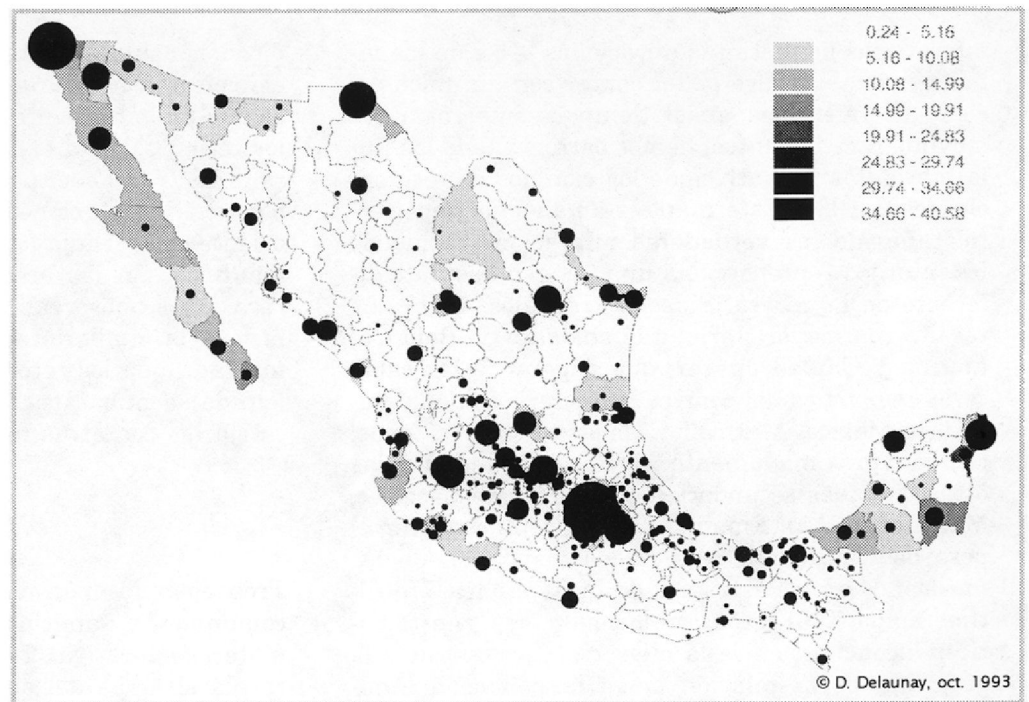 0.24 - 5.16
5.16 - 10.08
10.08 - 14.99
14.99 - 19.91
19.91 - 24.83
24.83 - 29.74
29.74 - 34.66
34.66 - 40.58
© D. Delaunay, oct. 1993